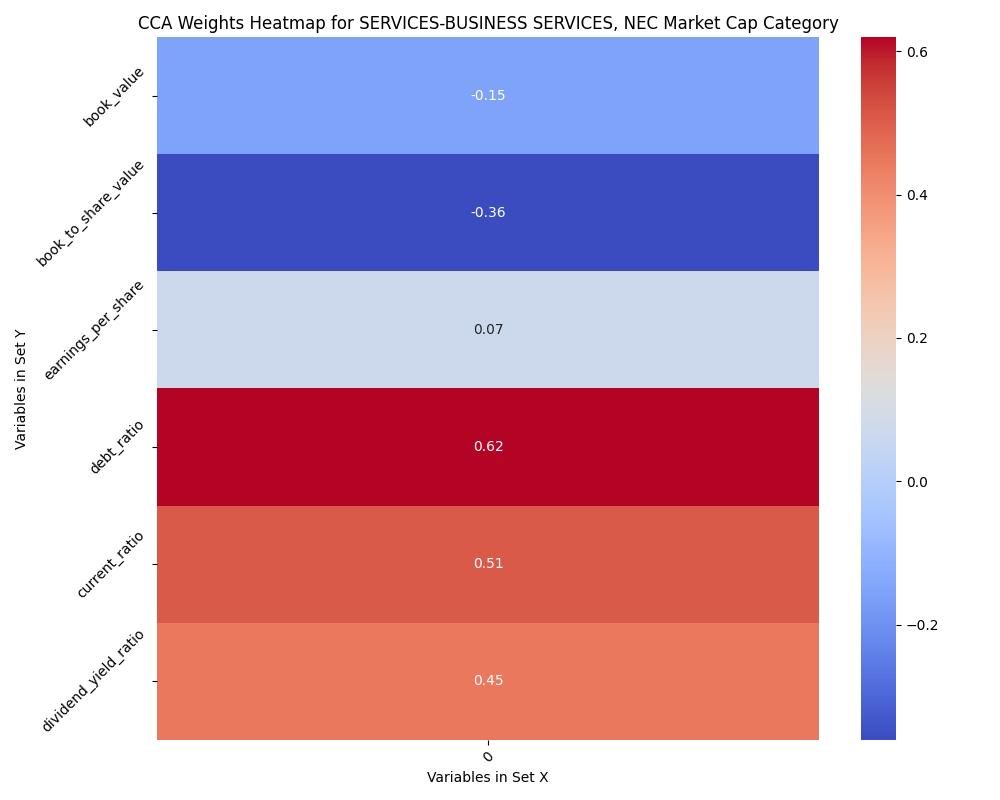 CCA Weights Heatmap for SERVICES-BUSINESS SERVICES, NEC Market Cap Category
book_value
-0.15
book_to_share_value
-0.36
earnings_per_share
0.07
debt_ratio
0.62
current_ratio
0.51
dividend_yield_ratio
0.45
Variables in Set Y
0
Variables in Set X
0.6
0.4
0.2
0.0
−0.2